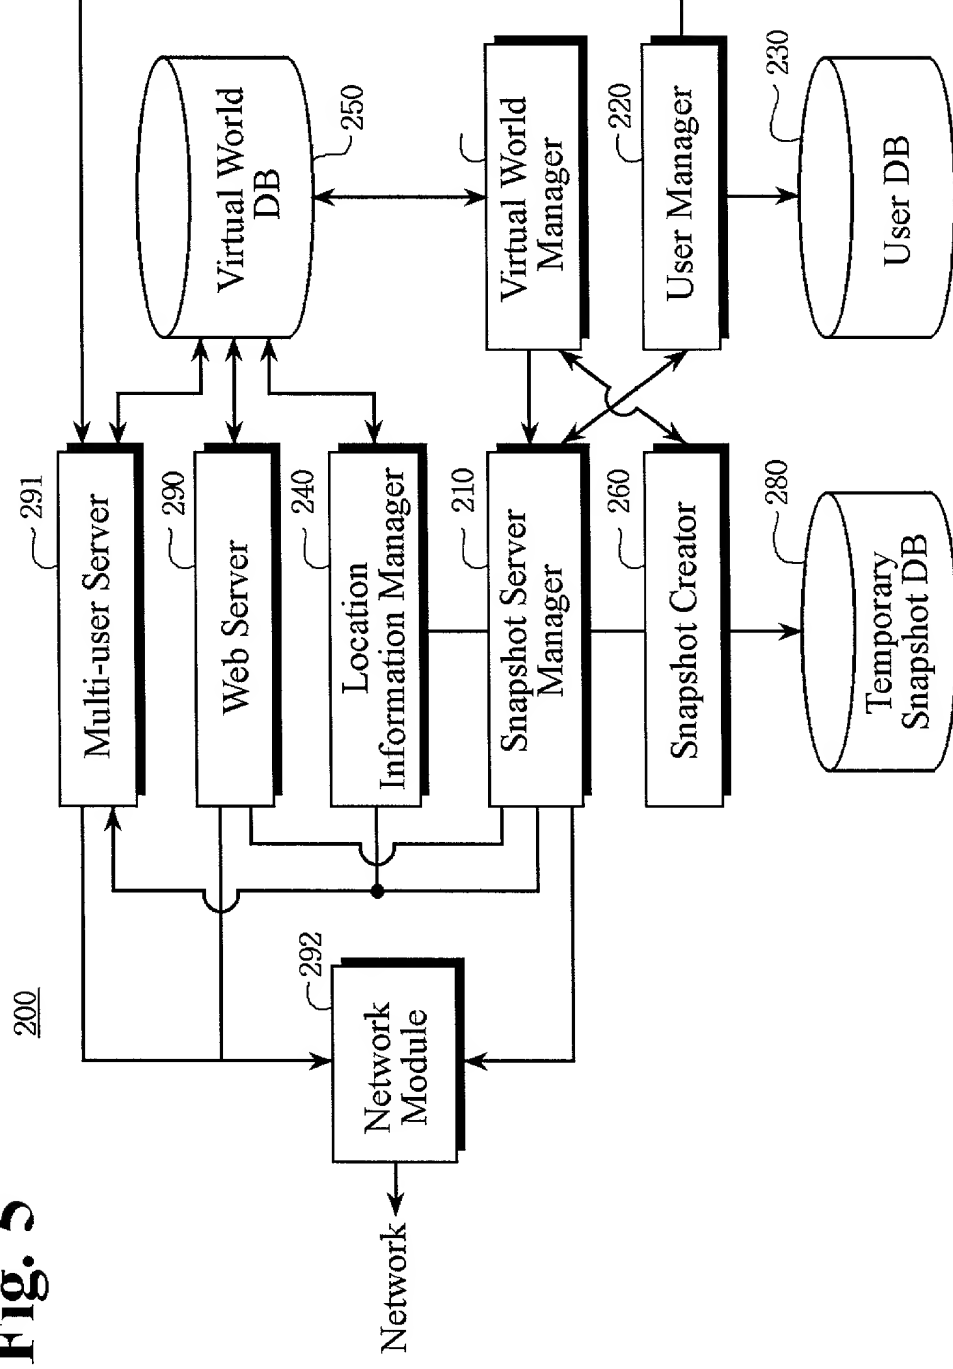 Fig. 5
200
291
Multi-user Server
290
Web Server
240
Location
Information Manager
210
Snapshot Server
Manager
260
Snapshot Creator
280
Temporary
Snapshot DB
292
Network
Module
Network
Virtual World
DB
250
Virtual World
Manager
220
User Manager
230
User DB